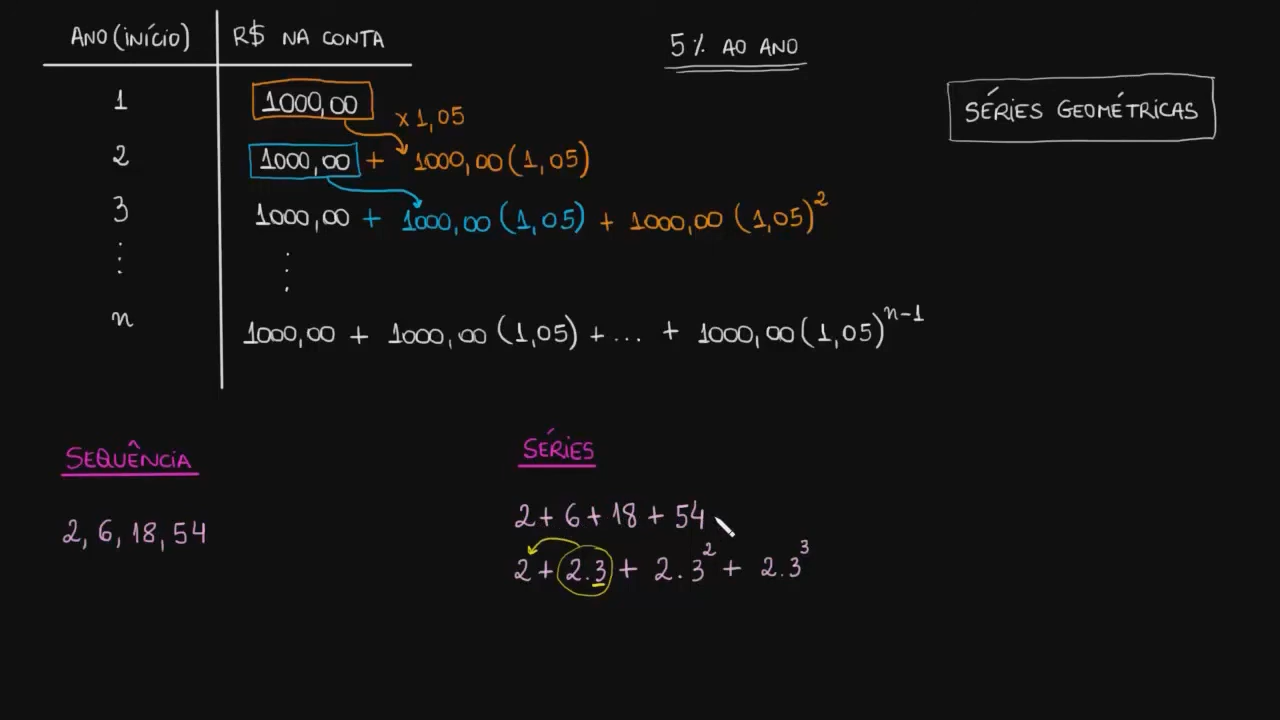 ANO (INÍCIO) R$ NA CONTA
5% AO ANO
SÉRIES GEOMÉTRICAS
1 1000,00
x 1,05
2 1000,00 + 1000,00 (1,05)
3 1000,00 + 1000,00 (1,05) + 1000,00 (1,05)²
⋮ ⋮
n 1000,00 + 1000,00 (1,05) + ... + 1000,00 (1,05)ⁿ⁻¹
SEQUÊNCIA
2, 6, 18, 54
SÉRIES
2 + 6 + 18 + 54
2 + 2.3 + 2.3² + 2.3³